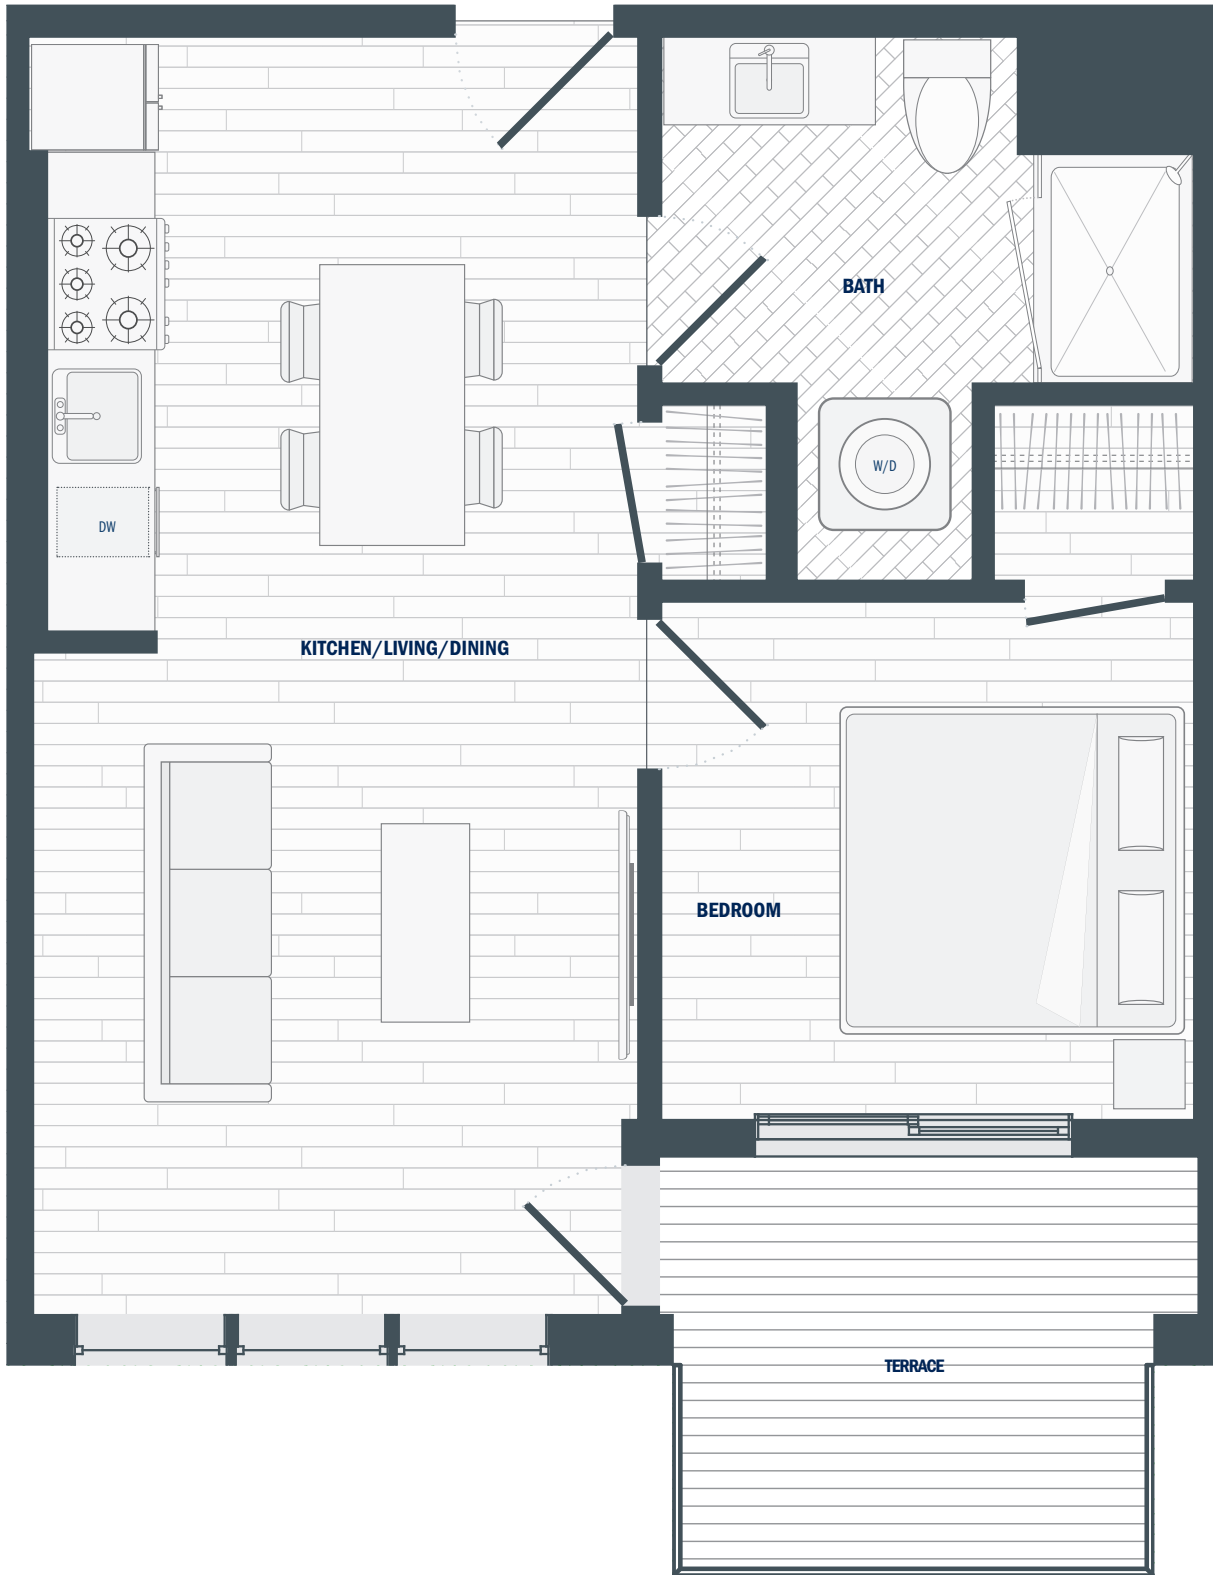 BATH
W/D
DW
KITCHEN/LIVING/DINING
BEDROOM
TERRACE